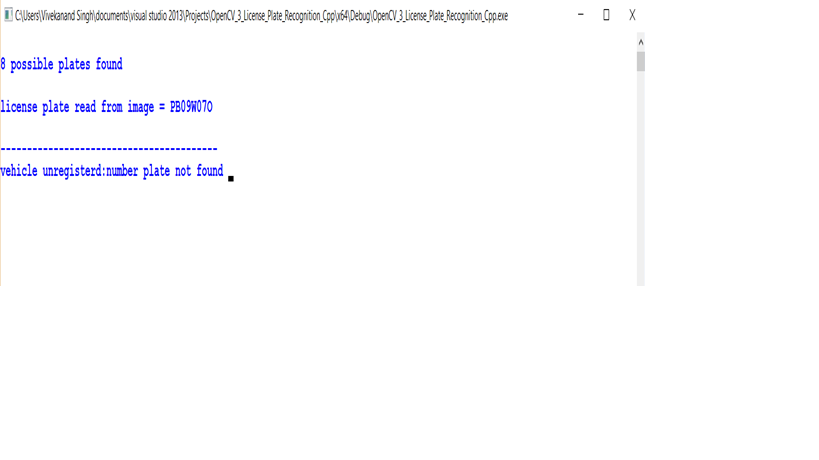 C:\Users\Vivekanand Singh\documents\visual studio 2013\Projects\OpenCV_3_License_Plate_Recognition_Cpp\x64\Debug\OpenCV_3_License_Plate_Recognition_Cpp.exe
8 possible plates found
license plate read from image = PB09W07O
-----------------------------------------
vehicle unregisterd:number plate not found